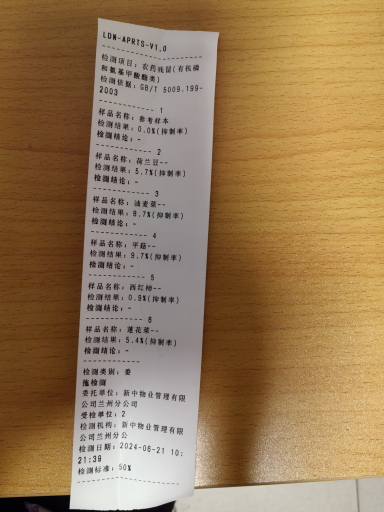 LDN-APRTS-V1.0
--------------------
检测项目：农药残留(有机磷
和氨基甲酸酯类)
检测依据：GB/T 5009.199-
2003
------------ 1
样品名称：参考样本
检测结果：0.0%(抑制率)
检测结论：-
------------ 2
样品名称：荷兰豆--
检测结果：5.7%(抑制率)
检测结论：-
------------ 3
样品名称：油麦菜--
检测结果：8.7%(抑制率)
检测结论：-
------------ 4
样品名称：平菇--
检测结果：9.7%(抑制率)
检测结论：-
------------ 5
样品名称：西红柿--
检测结果：0.9%(抑制率)
检测结论：-
------------ 6
样品名称：莲花菜--
检测结果：5.4%(抑制率)
检测结论：-
------------
检测类别：委
拖检测
委托单位：新中物业管理有限
公司兰州分公司
受检单位：2
检测机构：新中物业管理有限
公司兰州分公
检测日期：2024-06-21 10:
21:39
检测标准：50%